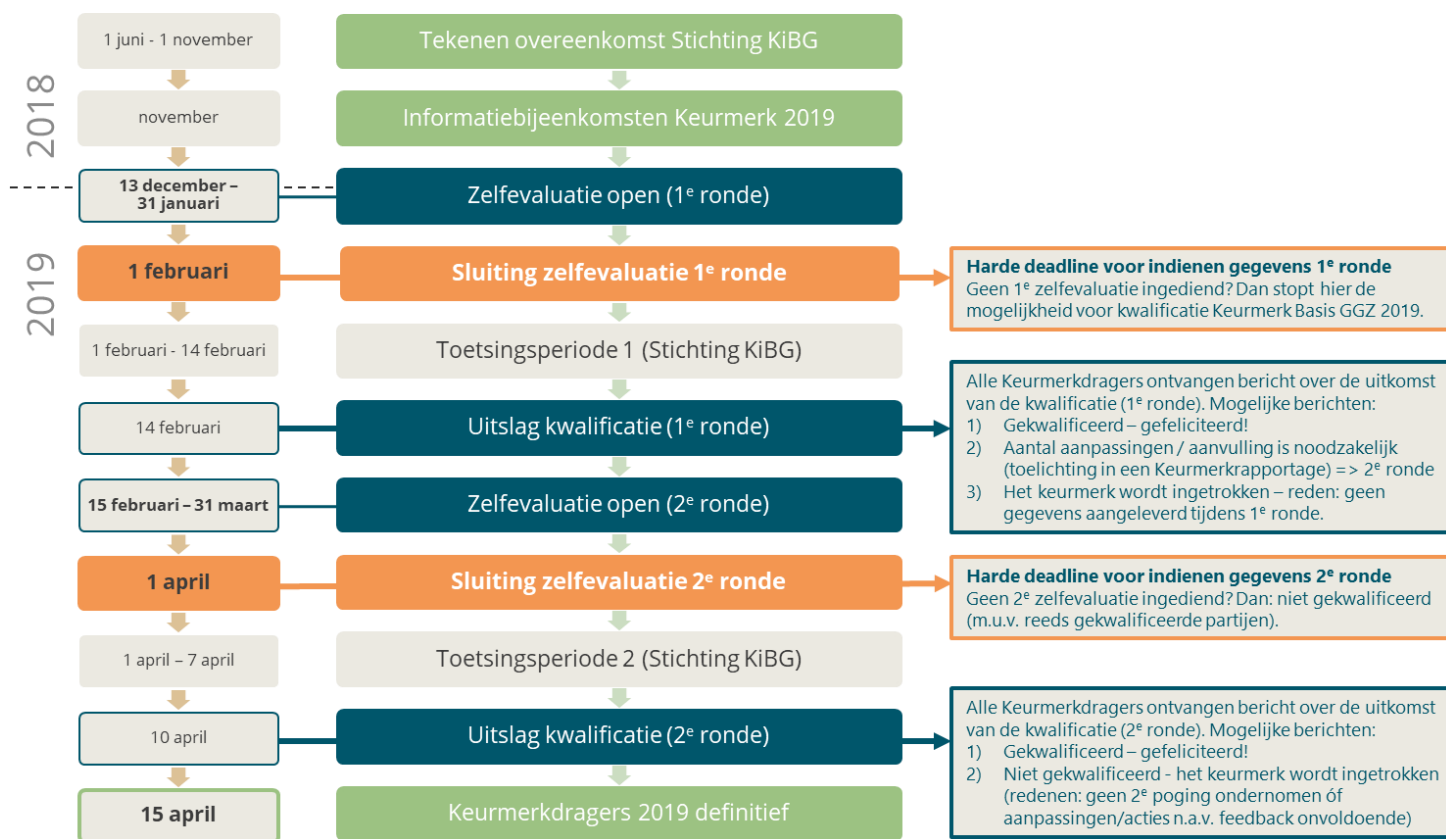 2018
1 juni - 1 november
Tekenen overeenkomst Stichting KiBG
november
Informatiebijeenkomsten Keurmerk 2019
13 december –
31 januari
Zelfevaluatie open (1e ronde)
2019
1 februari
Sluiting zelfevaluatie 1e ronde
Harde deadline voor indienen gegevens 1e ronde
Geen 1e zelfevaluatie ingediend? Dan stopt hier de
mogelijkheid voor kwalificatie Keurmerk Basis GGZ 2019.
1 februari - 14 februari
Toetsingsperiode 1 (Stichting KiBG)
14 februari
Uitslag kwalificatie (1e ronde)
Alle Keurmerkdragers ontvangen bericht over de uitkomst
van de kwalificatie (1e ronde). Mogelijke berichten:
1) Gekwalificeerd – gefeliciteerd!
2) Aantal aanpassingen / aanvulling is noodzakelijk
(toelichting in een Keurmerkrapportage) => 2e ronde
3) Het keurmerk wordt ingetrokken – reden: geen
gegevens aangeleverd tijdens 1e ronde.
15 februari – 31 maart
Zelfevaluatie open (2e ronde)
1 april
Sluiting zelfevaluatie 2e ronde
Harde deadline voor indienen gegevens 2e ronde
Geen 2e zelfevaluatie ingediend? Dan: niet gekwalificeerd
(m.u.v. reeds gekwalificeerde partijen).
1 april – 7 april
Toetsingsperiode 2 (Stichting KiBG)
10 april
Uitslag kwalificatie (2e ronde)
Alle Keurmerkdragers ontvangen bericht over de uitkomst
van de kwalificatie (2e ronde). Mogelijke berichten:
1) Gekwalificeerd – gefeliciteerd!
2) Niet gekwalificeerd - het keurmerk wordt ingetrokken
(redenen: geen 2e poging ondernomen óf
aanpassingen/acties n.a.v. feedback onvoldoende)
15 april
Keurmerkdragers 2019 definitief